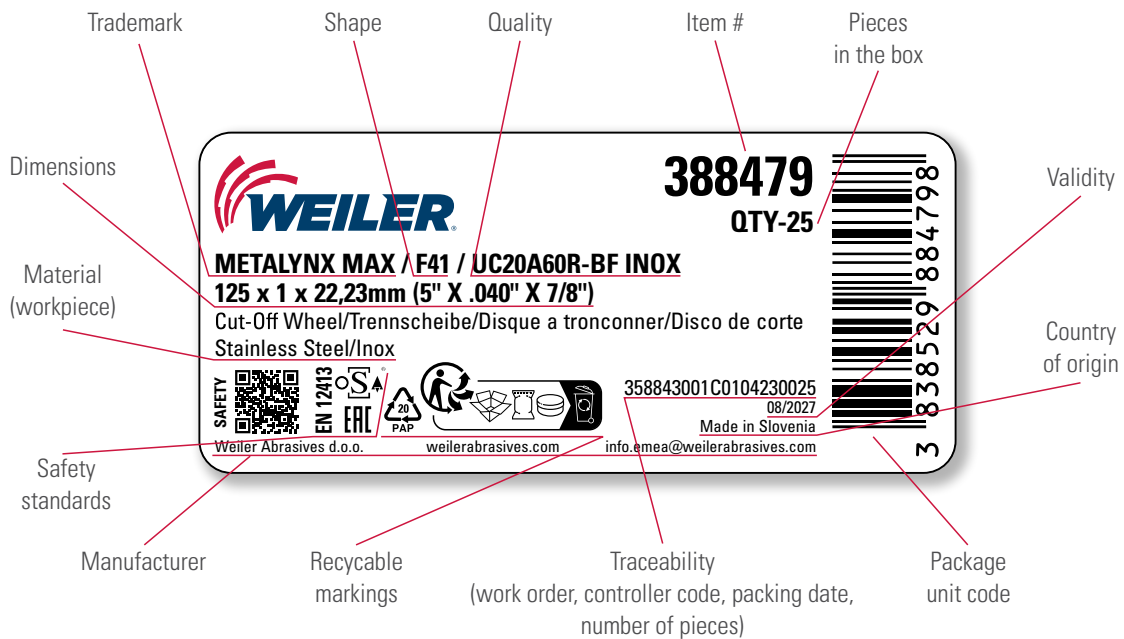 Trademark
Shape
Quality
Item #
Pieces
in the box
Dimensions
Validity
Material
(workpiece)
Country
of origin
WEILER®
388479
QTY-25
METALYNX MAX / F41 / UC20A60R-BF INOX
125 x 1 x 22,23mm (5" X .040" X 7/8")
Cut-Off Wheel/Trennscheibe/Disque a tronconner/Disco de corte
Stainless Steel/Inox
SAFETY
EN 12413
oS
EAC
20
PAP
358843001C0104230025
08/2027
Made in Slovenia
Weiler Abrasives d.o.o.
weilerabrasives.com
info.emea@weilerabrasives.com
3 838529 884798
Safety
standards
Manufacturer
Recycable
markings
Traceability
(work order, controller code, packing date,
number of pieces)
Package
unit code